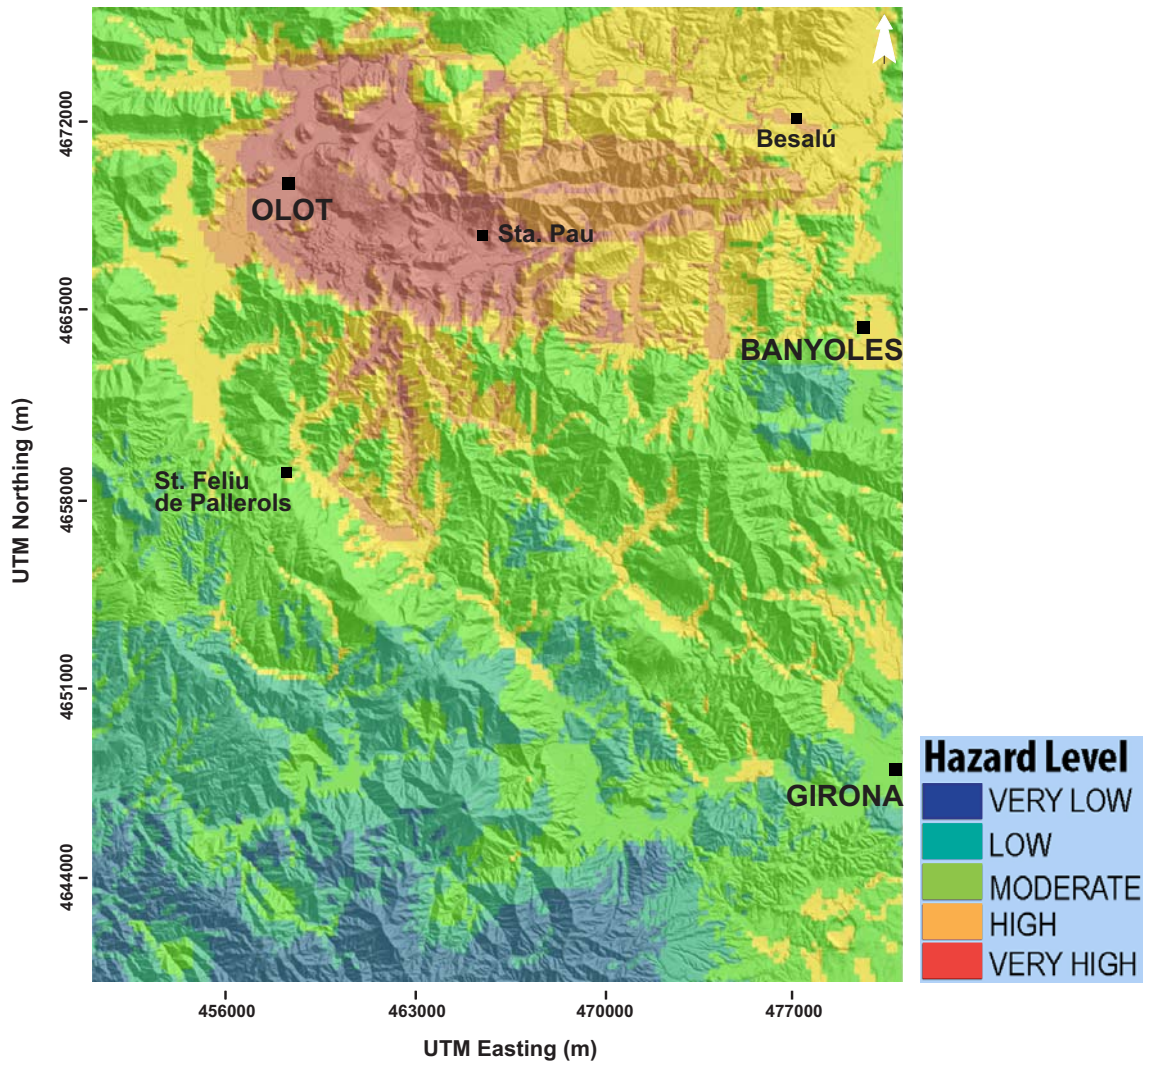 4672000
Besalú
OLOT
Sta. Pau
4665000
BANYOLES
UTM Northing (m)
St. Feliu
de Pallerols
4658000
4651000
GIRONA
4644000
456000
463000
470000
477000
UTM Easting (m)
Hazard Level
VERY LOW
LOW
MODERATE
HIGH
VERY HIGH